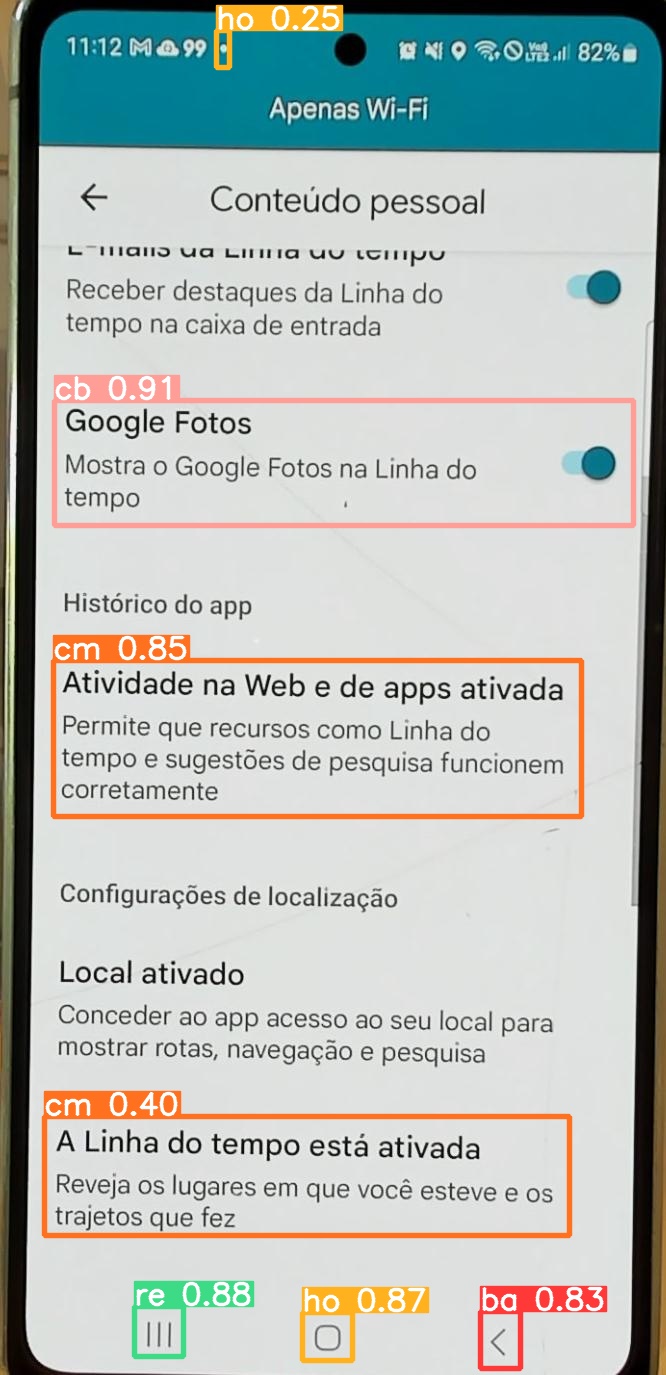 ho 0.25
11:12 99 82%
Apenas Wi-Fi
Conteúdo pessoal
E-mails da Linha do tempo
Receber destaques da Linha do
tempo na caixa de entrada
cb 0.91
Google Fotos
Mostra o Google Fotos na Linha do
tempo
Histórico do app
cm 0.85
Atividade na Web e de apps ativada
Permite que recursos como Linha do
tempo e sugestões de pesquisa funcionem
corretamente
Configurações de localização
Local ativado
Conceder ao app acesso ao seu local para
mostrar rotas, navegação e pesquisa
cm 0.40
A Linha do tempo está ativada
Reveja os lugares em que você esteve e os
trajetos que fez
re 0.88 ho 0.87 ba 0.83